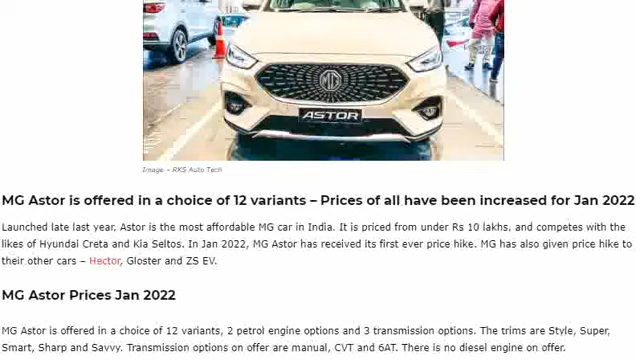 MG
ASTOR
Image – RKS Auto Tech
MG Astor is offered in a choice of 12 variants – Prices of all have been increased for Jan 2022
Launched late last year, Astor is the most affordable MG car in India. It is priced from under Rs 10 lakhs, and competes with the
likes of Hyundai Creta and Kia Seltos. In Jan 2022, MG Astor has received its first ever price hike. MG has also given price hike to
their other cars – Hector, Gloster and ZS EV.
MG Astor Prices Jan 2022
MG Astor is offered in a choice of 12 variants, 2 petrol engine options and 3 transmission options. The trims are Style, Super,
Smart, Sharp and Savvy. Transmission options on offer are manual, CVT and 6AT. There is no diesel engine on offer.